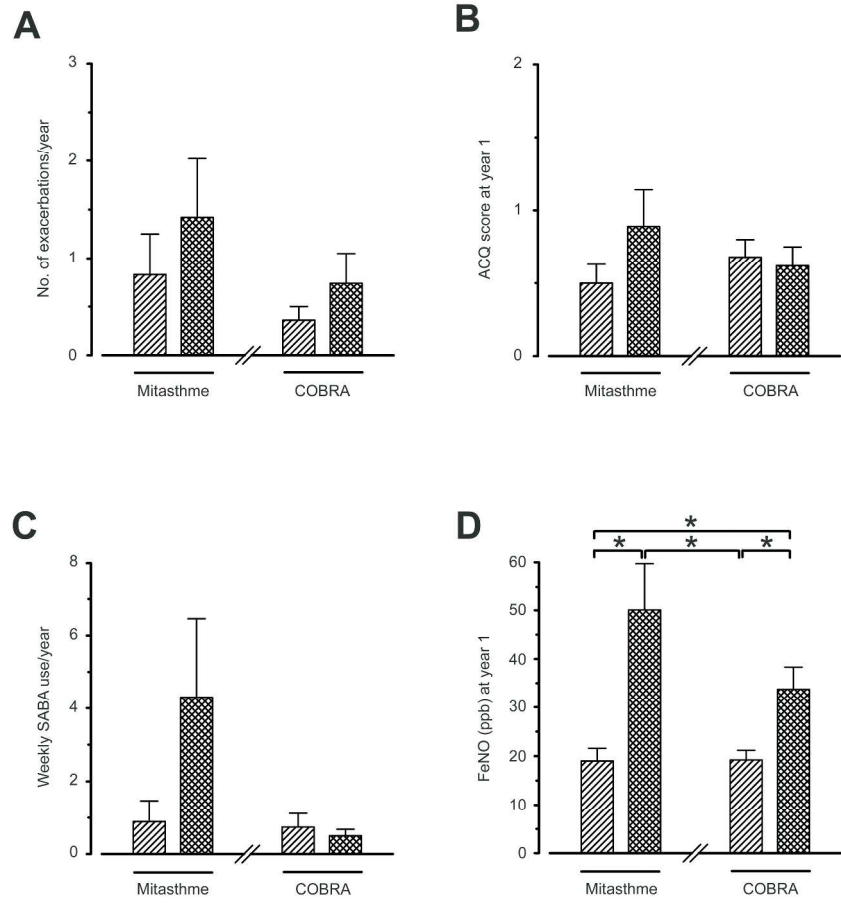 A
No. of exacerbations/year
3
2
1
0
Mitasthme
COBRA
B
ACQ score at year 1
2
1
0
Mitasthme
COBRA
C
Weekly SABA use/year
8
6
4
2
0
Mitasthme
COBRA
D
FeNO (ppb) at year 1
60
50
40
30
20
10
0
*
* * *
Mitasthme
COBRA